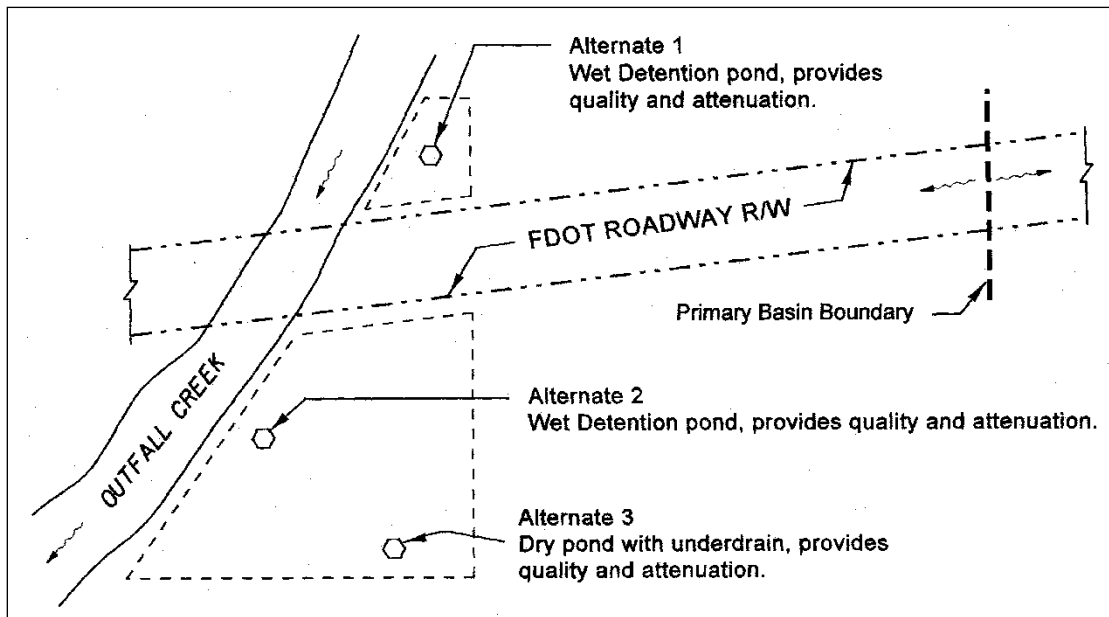 Alternate 1
Wet Detention pond, provides
quality and attenuation.
FDOT ROADWAY R/W
Primary Basin Boundary
OUTFALL CREEK
Alternate 2
Wet Detention pond, provides quality and attenuation.
Alternate 3
Dry pond with underdrain, provides
quality and attenuation.